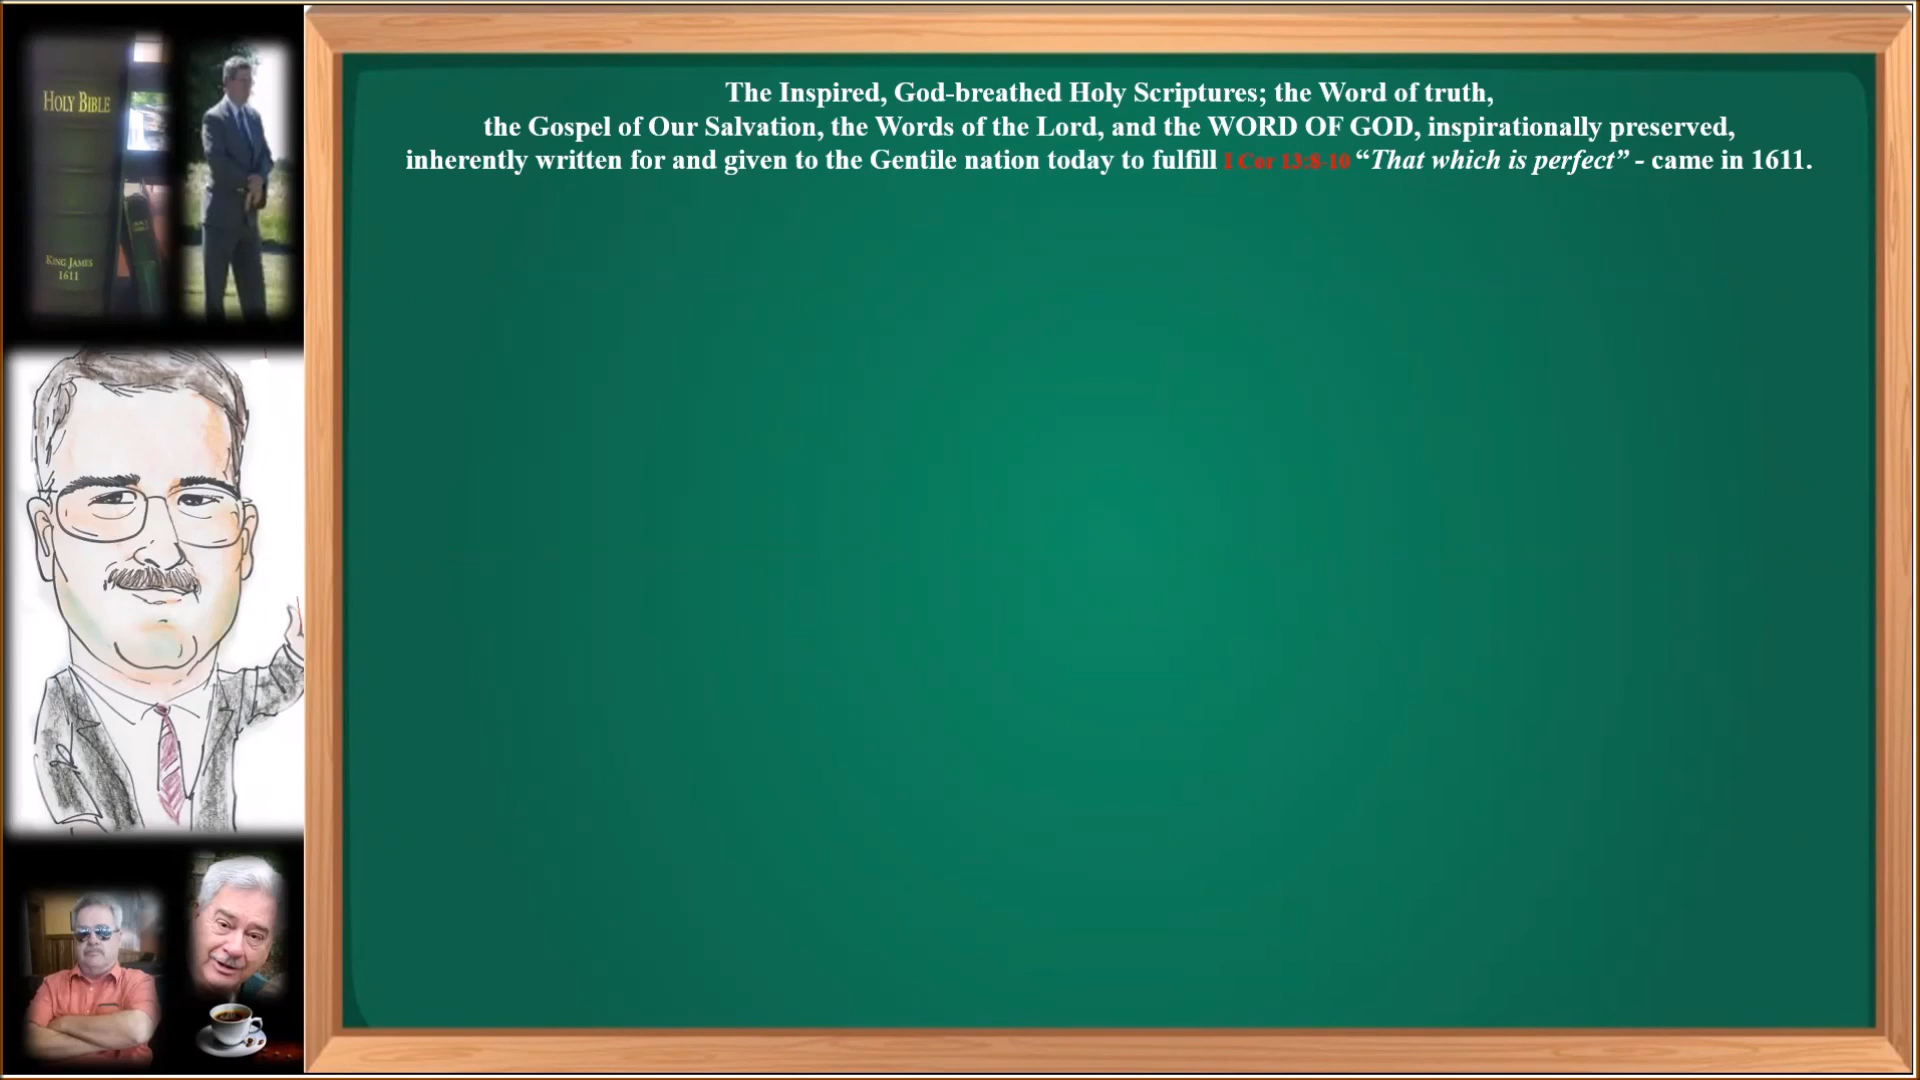 HOLY BIBLE
KING JAMES
1611
The Inspired, God-breathed Holy Scriptures; the Word of truth,
the Gospel of Our Salvation, the Words of the Lord, and the WORD OF GOD, inspirationally preserved,
inherently written for and given to the Gentile nation today to fulfill I Cor 13:8-10 “That which is perfect” - came in 1611.